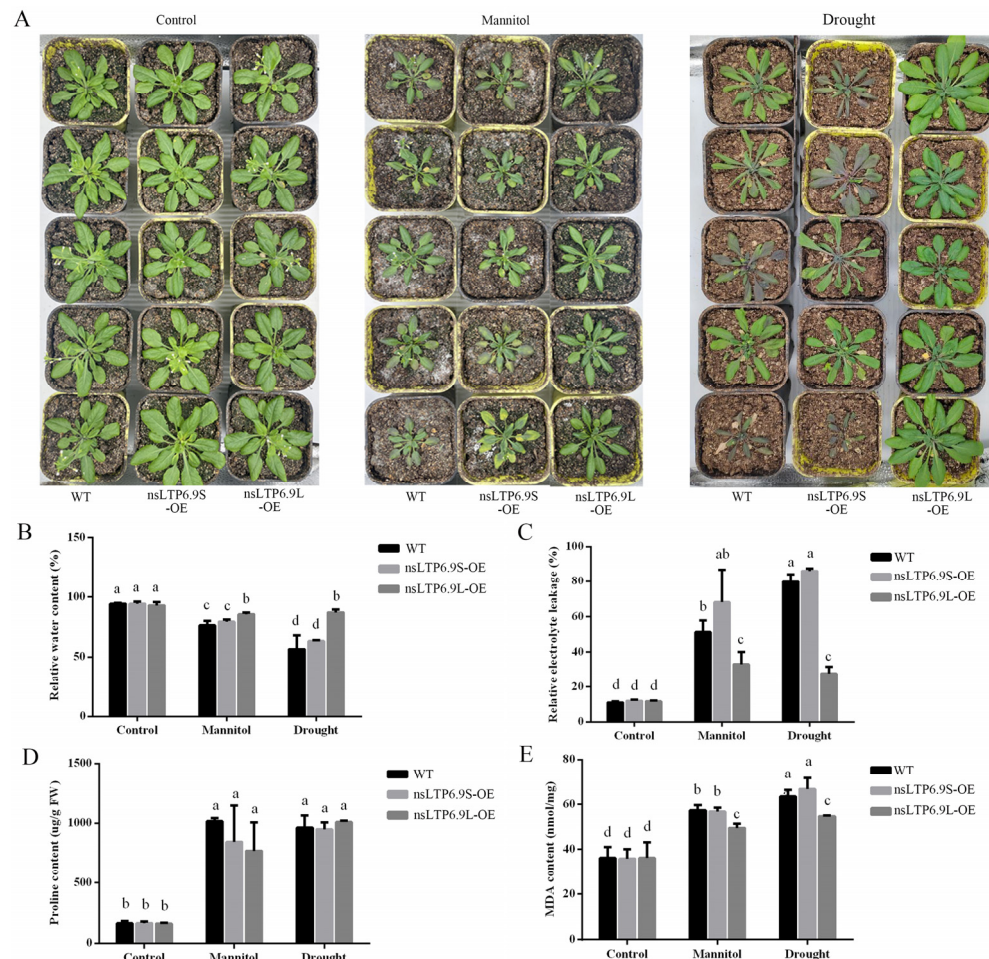 A
Control
Mannitol
Drought
WT
nsLTP6.9S
-OE
nsLTP6.9L
-OE
WT
nsLTP6.9S
-OE
nsLTP6.9L
-OE
WT
nsLTP6.9S
-OE
nsLTP6.9L
-OE
B
Relative water content (%)
150
100
50
0
a a a
c c b
d d b
Control Mannitol Drought
WT
nsLTP6.9S-OE
nsLTP6.9L-OE
C
Relative electrolyte leakage (%)
100
80
60
40
20
0
d d d
b ab c
a a c
Control Mannitol Drought
WT
nsLTP6.9S-OE
nsLTP6.9L-OE
D
Proline content (ug/g FW)
1500
1000
500
0
b b b
a a a
a a a
Control Mannitol Drought
WT
nsLTP6.9S-OE
nsLTP6.9L-OE
E
MDA content (nmol/mg)
80
60
40
20
0
d d d
b b c
a a c
Control Mannitol Drought
WT
nsLTP6.9S-OE
nsLTP6.9L-OE